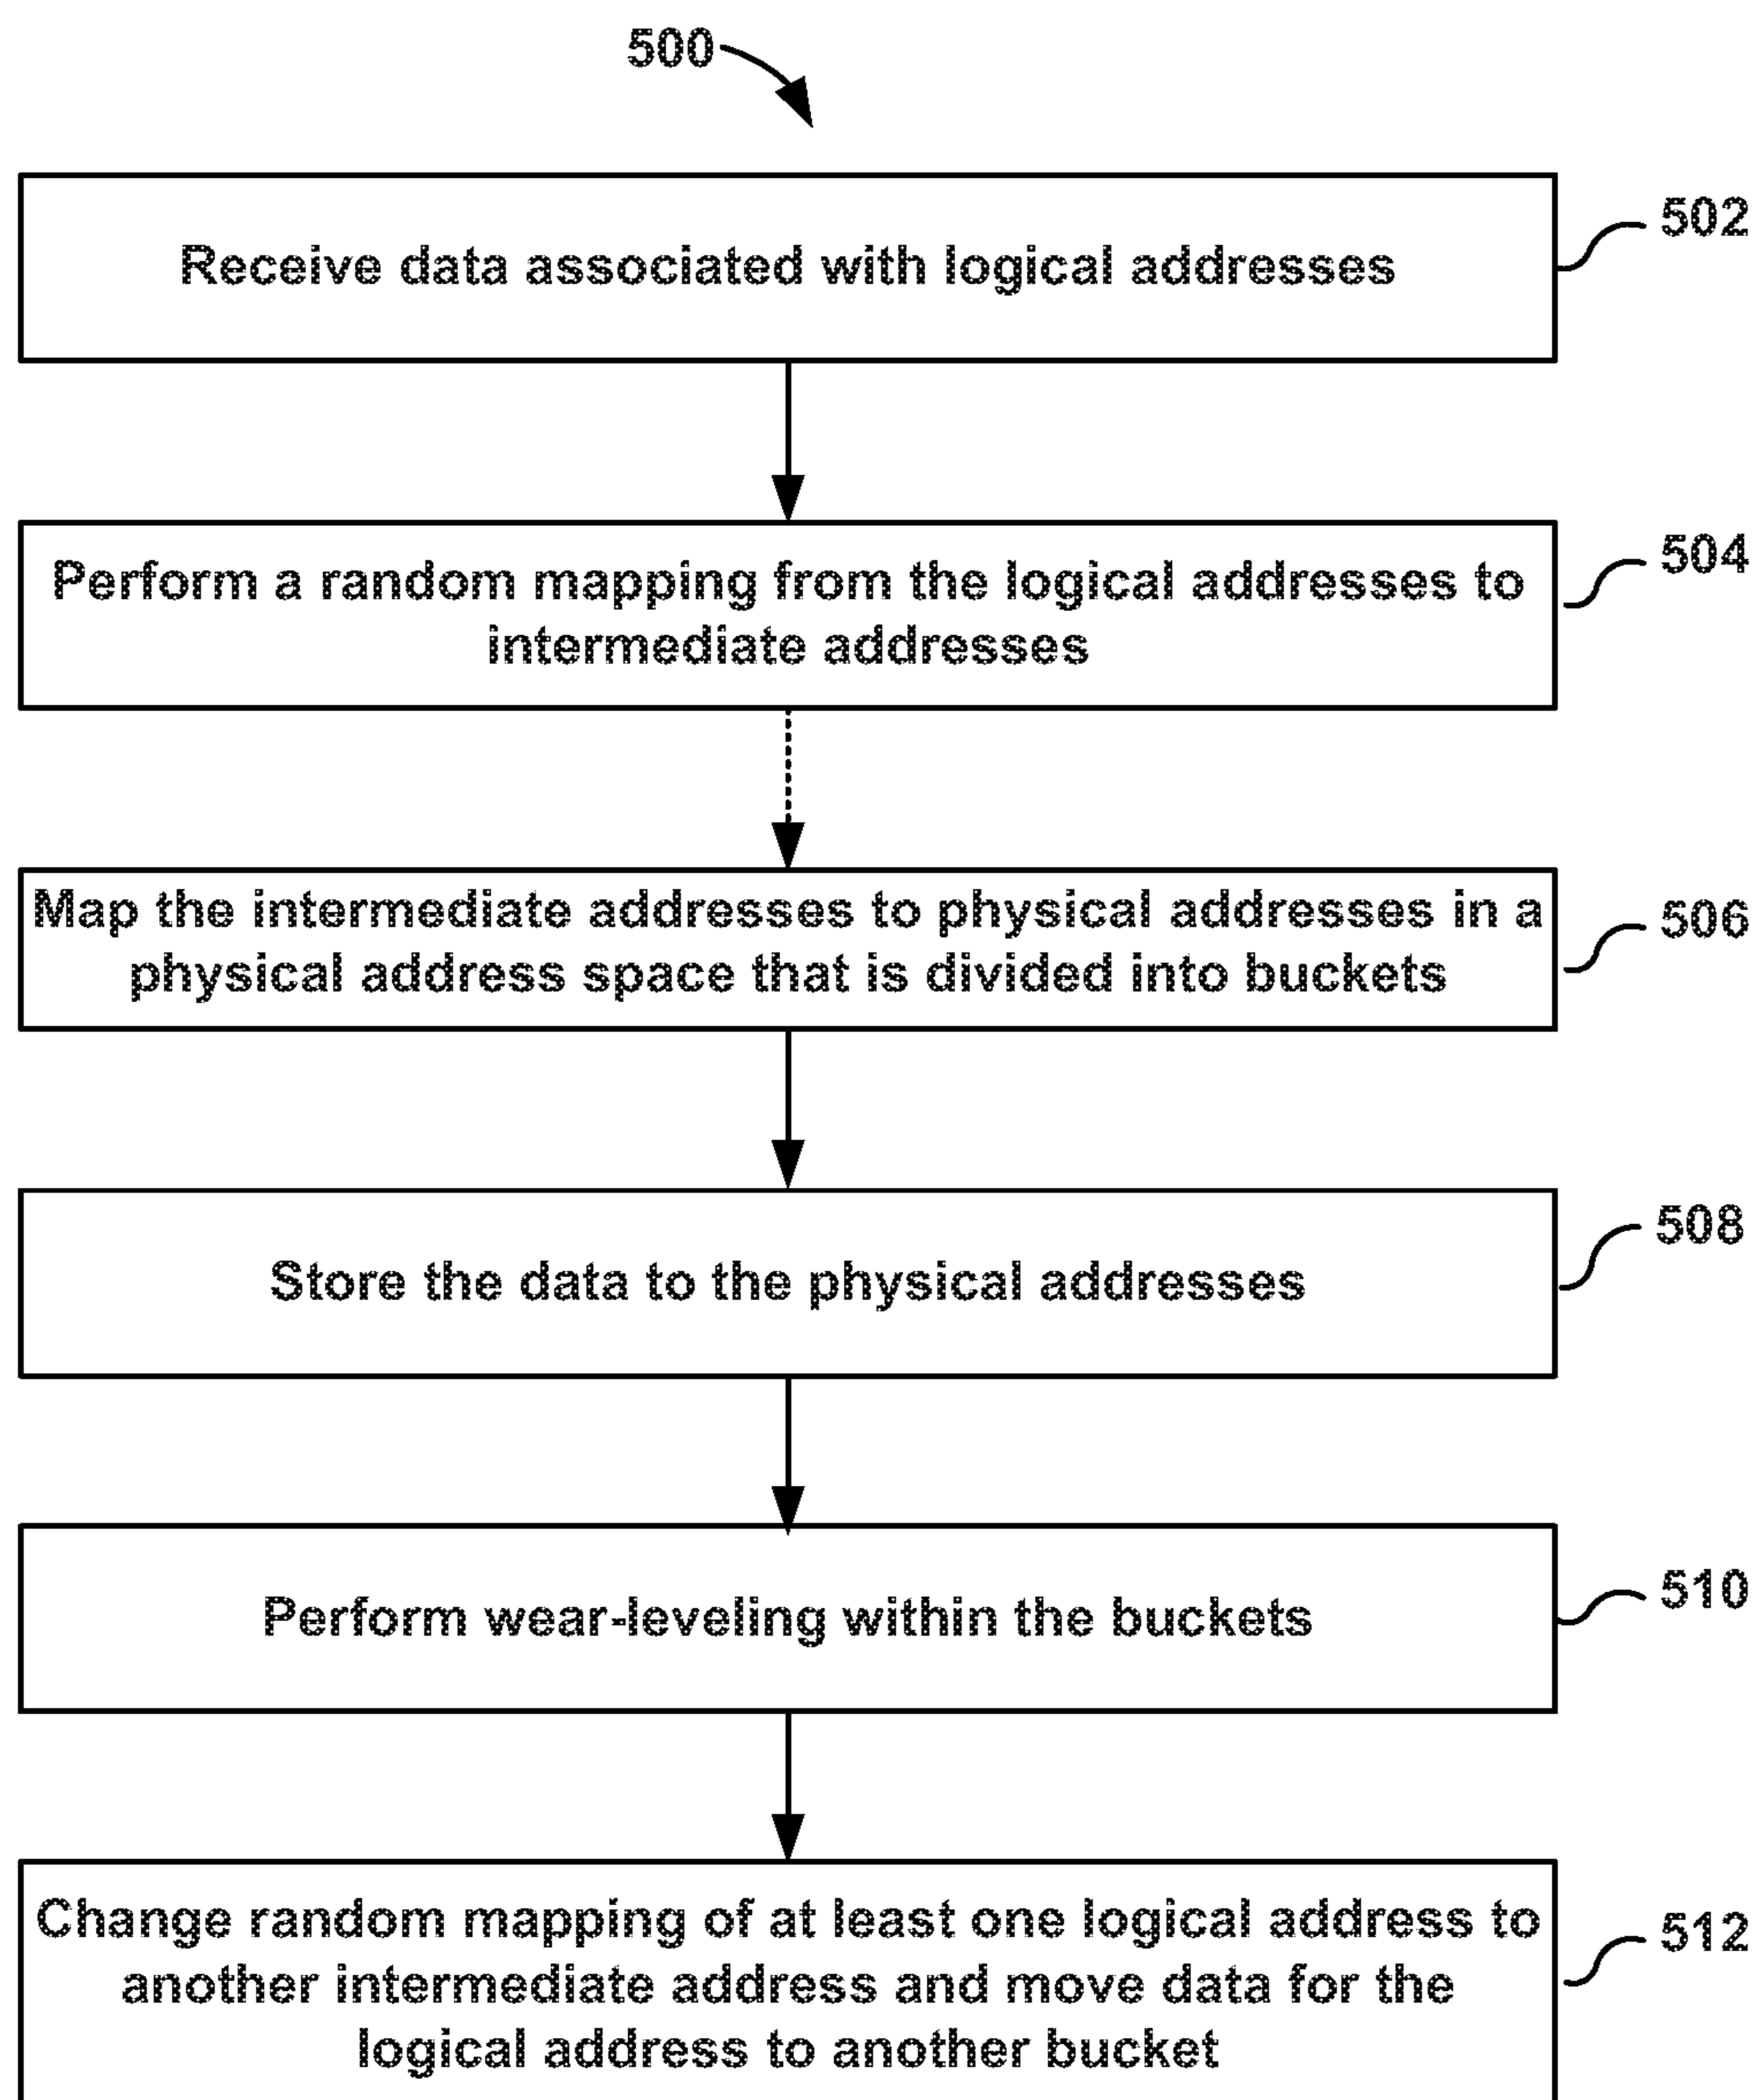 500
Receive data associated with logical addresses
502
Perform a random mapping from the logical addresses to
intermediate addresses
504
Map the intermediate addresses to physical addresses in a
physical address space that is divided into buckets
506
Store the data to the physical addresses
508
Perform wear-leveling within the buckets
510
Change random mapping of at least one logical address to
another intermediate address and move data for the
logical address to another bucket
512